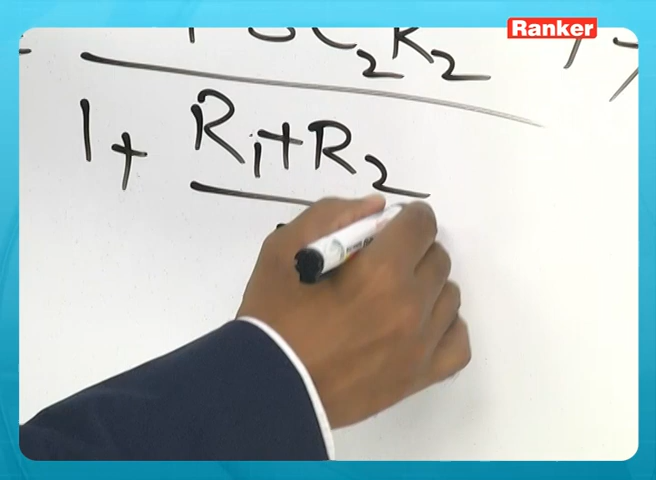 Ranker
C₂R₂
1 + R₁+R₂